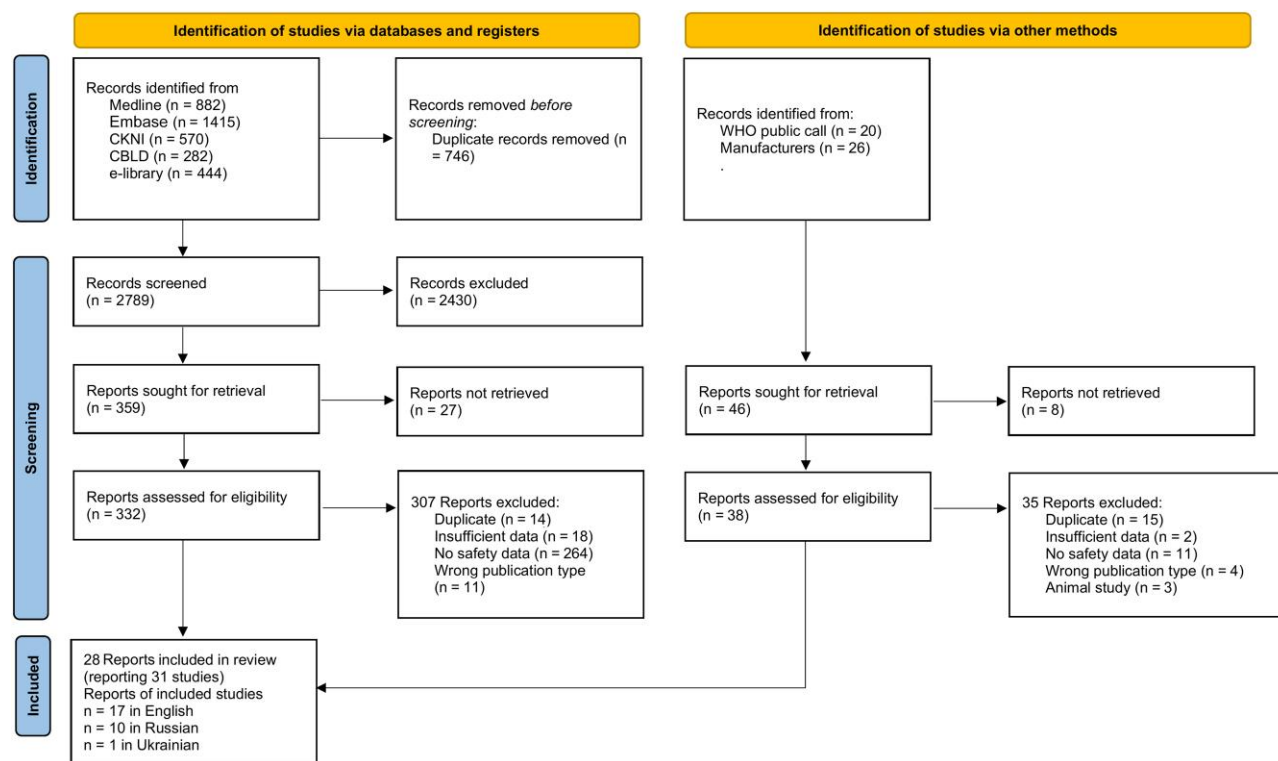 Identification of studies via databases and registers
Identification of studies via other methods
Identification
Records identified from
Medline (n = 882)
Embase (n = 1415)
CKNI (n = 570)
CBLD (n = 282)
e-library (n = 444)
Records removed before
screening:
Duplicate records removed (n
= 746)
Records identified from:
WHO public call (n = 20)
Manufacturers (n = 26)
.
Screening
Records screened
(n = 2789)
Records excluded
(n = 2430)
Reports sought for retrieval
(n = 359)
Reports not retrieved
(n = 27)
Reports sought for retrieval
(n = 46)
Reports not retrieved
(n = 8)
Reports assessed for eligibility
(n = 332)
307 Reports excluded:
Duplicate (n = 14)
Insufficient data (n = 18)
No safety data (n = 264)
Wrong publication type
(n = 11)
Reports assessed for eligibility
(n = 38)
35 Reports excluded:
Duplicate (n = 15)
Insufficient data (n = 2)
No safety data (n = 11)
Wrong publication type (n = 4)
Animal study (n = 3)
Included
28 Reports included in review
(reporting 31 studies)
Reports of included studies
n = 17 in English
n = 10 in Russian
n = 1 in Ukrainian